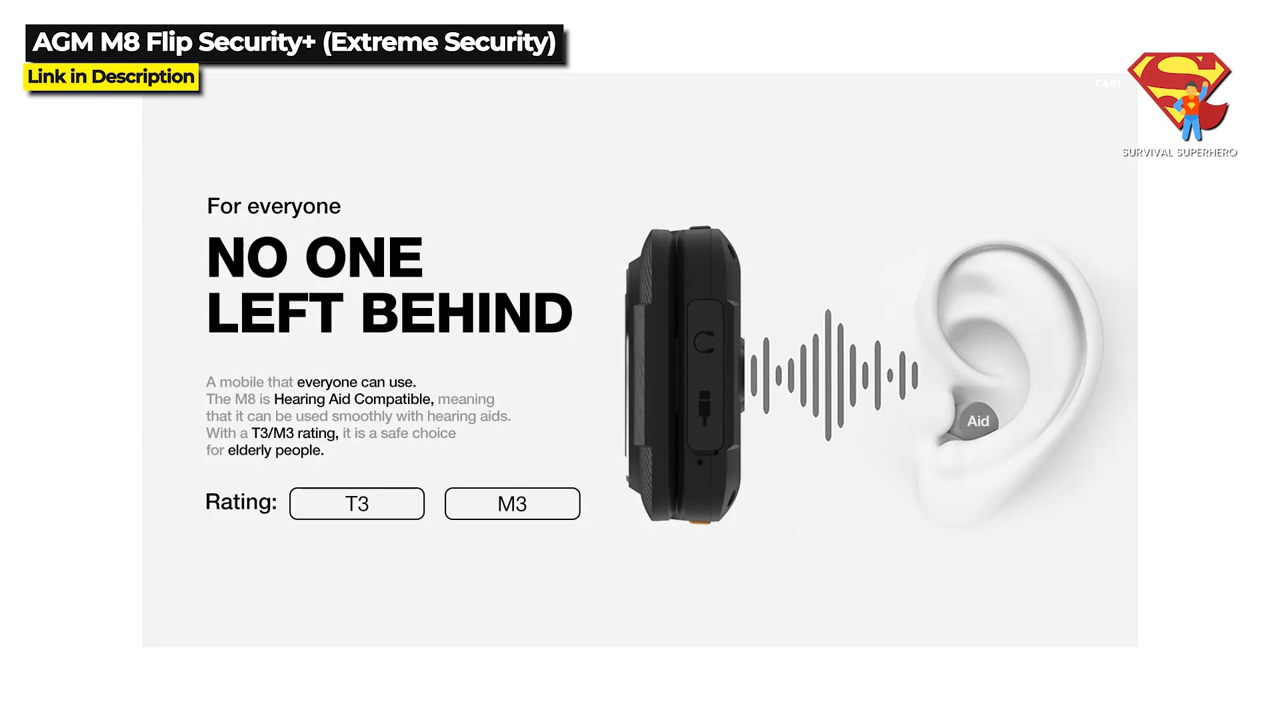 AGM M8 Flip Security+ (Extreme Security)
Link in Description
CART
SURVIVAL SUPERHERO
For everyone
NO ONE
LEFT BEHIND
A mobile that everyone can use.
The M8 is Hearing Aid Compatible, meaning
that it can be used smoothly with hearing aids.
With a T3/M3 rating, it is a safe choice
for elderly people.
Rating: T3 M3
Aid